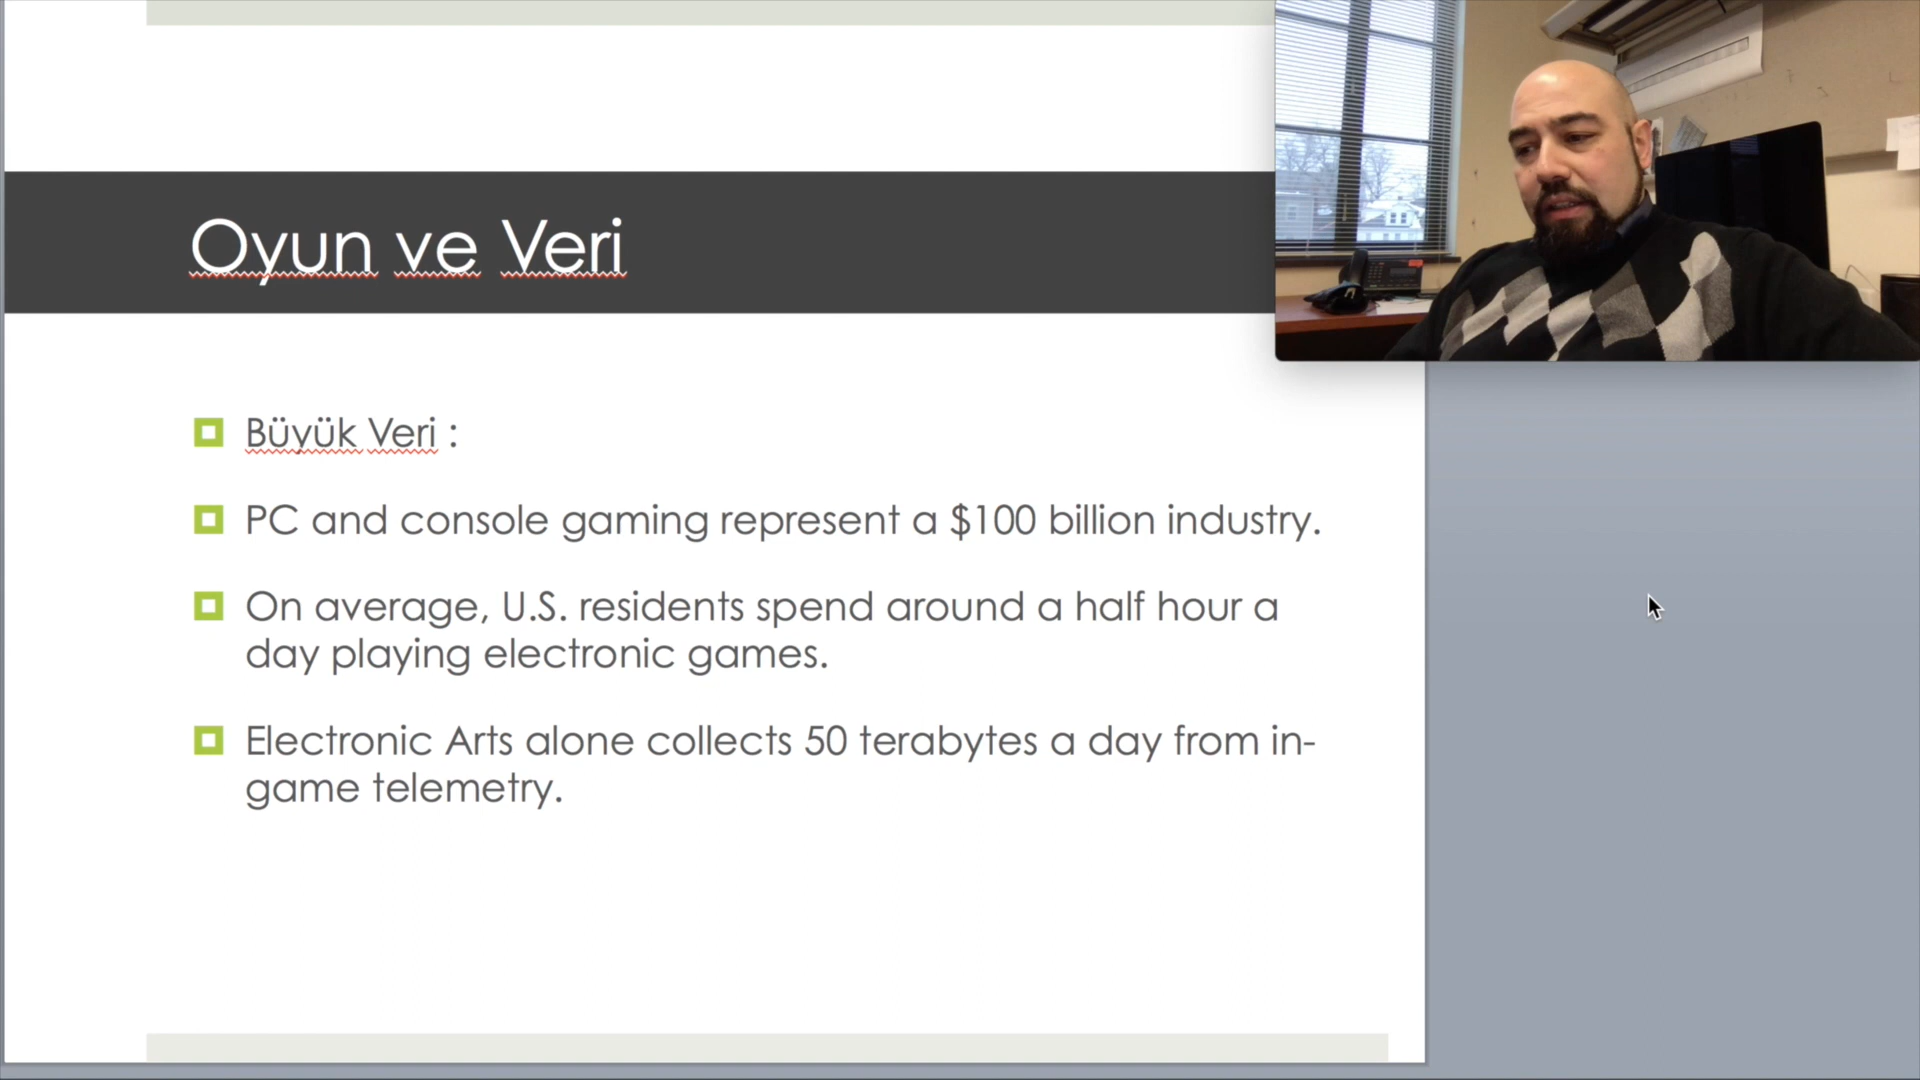 Oyun ve Veri
Büyük Veri :
PC and console gaming represent a $100 billion industry.
On average, U.S. residents spend around a half hour a
day playing electronic games.
Electronic Arts alone collects 50 terabytes a day from in-
game telemetry.